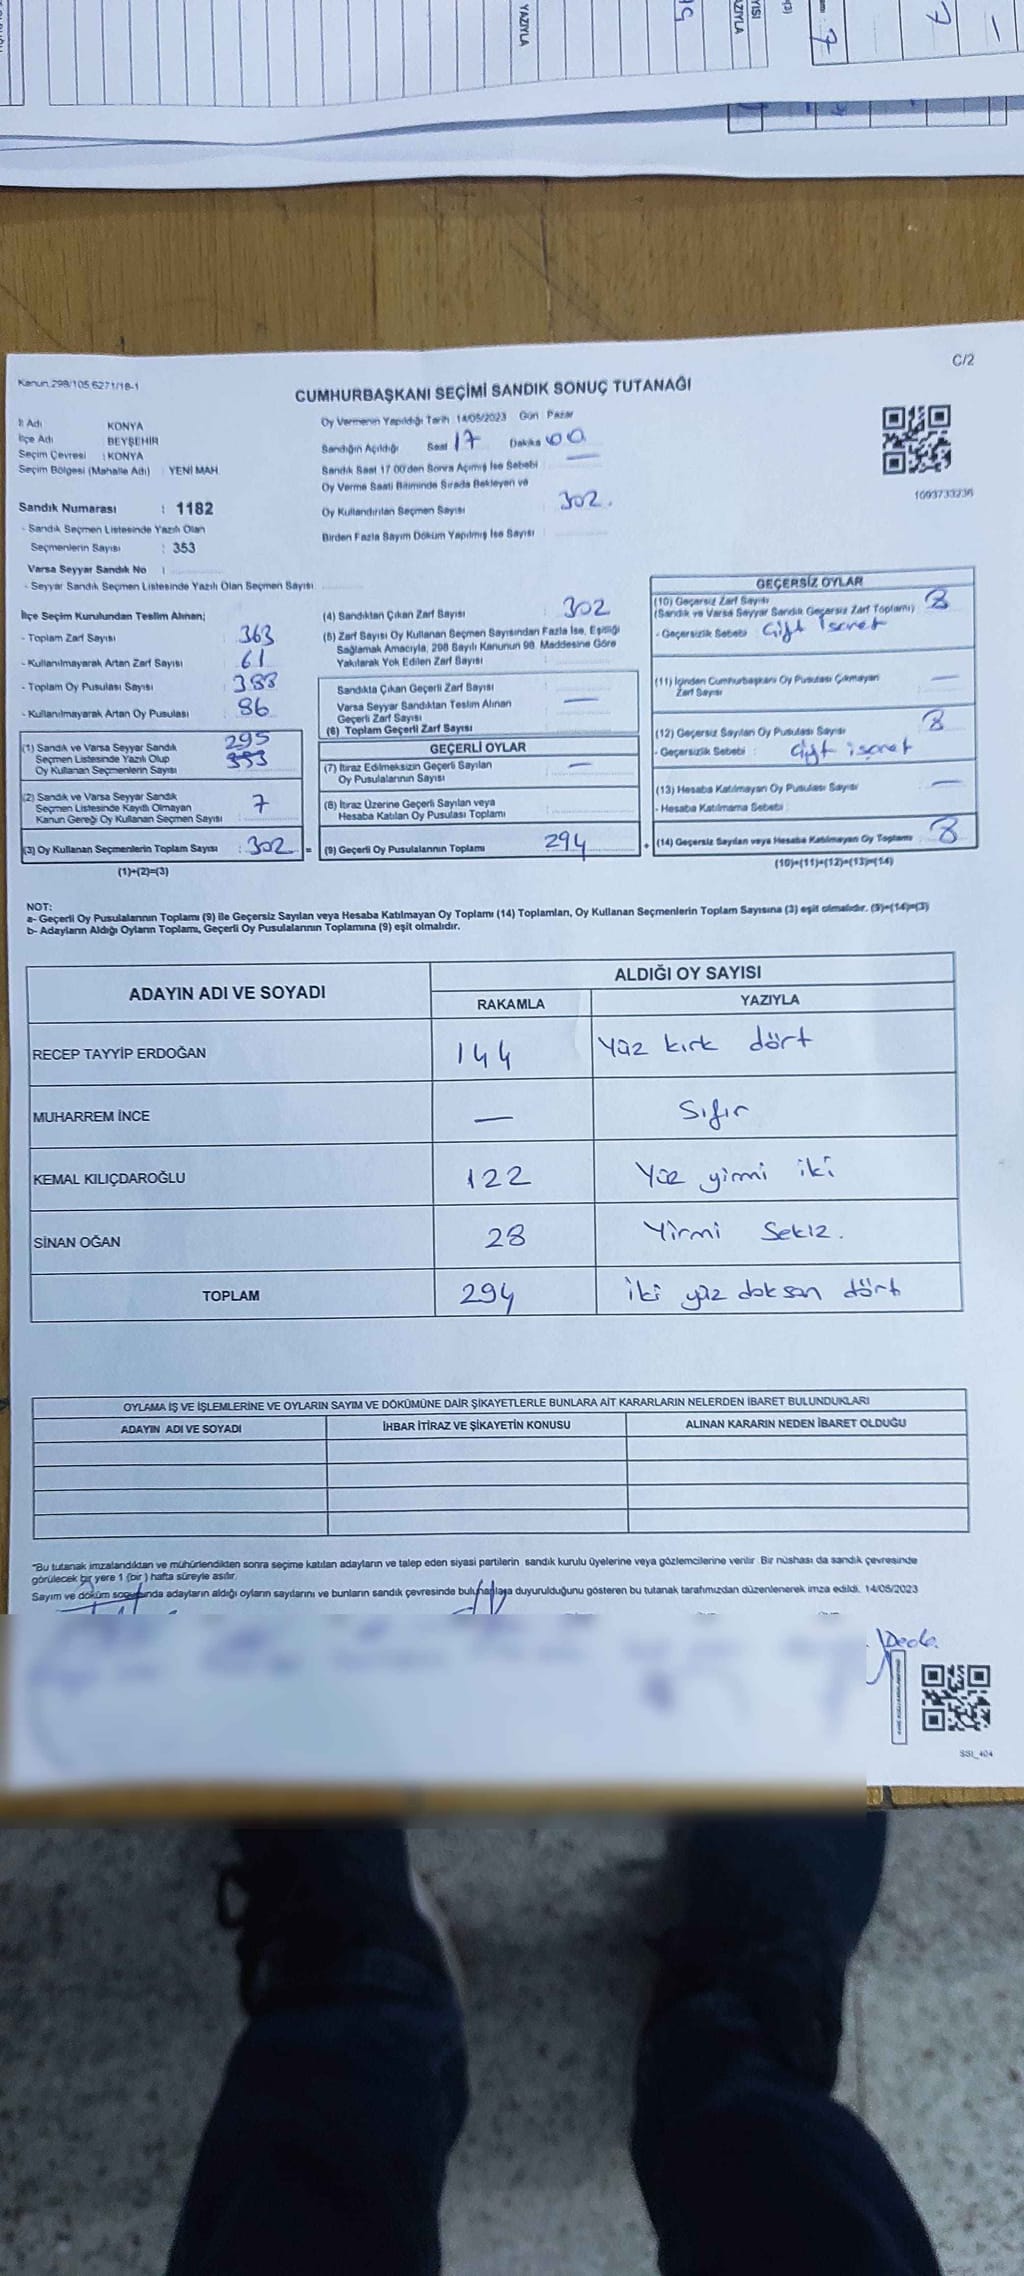 YAZIYLA
7
7
C/2
Kanun.298/105,6271/18-1
CUMHURBAŞKANI SEÇİMİ SANDIK SONUÇ TUTANAĞI
İl Adı : KONYA
İlçe Adı : BEYŞEHİR
Seçim Çevresi : KONYA
Seçim Bölgesi (Mahalle Adı) : YENİ MAH.
Oy Vermenin Yapıldığı Tarih 14/05/2023 Gün Pazar
Sandığın Açıldığı Saat 17 Dakika 00
Sandık Saat 17.00'den Sonra Açılmış İse Sebebi —
Oy Verme Saati Bitiminde Sırada Bekleyen ve
Oy Kullandırılan Seçmen Sayısı 302.
Birden Fazla Sayım Döküm Yapılmış İse Sayısı
1093733236
Sandık Numarası : 1182
- Sandık Seçmen Listesinde Yazılı Olan
Seçmenlerin Sayısı : 353
Varsa Seyyar Sandık No :
- Seyyar Sandık Seçmen Listesinde Yazılı Olan Seçmen Sayısı
İlçe Seçim Kurulundan Teslim Alınan;
- Toplam Zarf Sayısı : 363
- Kullanılmayarak Artan Zarf Sayısı : 61
- Toplam Oy Pusulası Sayısı : 388
- Kullanılmayarak Artan Oy Pusulası : 86
295
(1) Sandık ve Varsa Seyyar Sandık
Seçmen Listesinde Yazılı Olup 353
Oy Kullanan Seçmenlerin Sayısı
(2) Sandık ve Varsa Seyyar Sandık
Seçmen Listesinde Kayıtlı Olmayan 7
Kanun Gereği Oy Kullanan Seçmen Sayısı
(3) Oy Kullanan Seçmenlerin Toplam Sayısı : 302 =
(1)+(2)=(3)
(4) Sandıktan Çıkan Zarf Sayısı : 302
(5) Zarf Sayısı Oy Kullanan Seçmen Sayısından Fazla İse, Eşitliği
Sağlamak Amacıyla, 298 Sayılı Kanunun 98. Maddesine Göre
Yakılarak Yok Edilen Zarf Sayısı :
Sandıkta Çıkan Geçerli Zarf Sayısı
Varsa Seyyar Sandıktan Teslim Alınan —
Geçerli Zarf Sayısı
(6) Toplam Geçerli Zarf Sayısı
GEÇERLİ OYLAR
(7) İtiraz Edilmeksizin Geçerli Sayılan —
Oy Pusulalarının Sayısı
(8) İtiraz Üzerine Geçerli Sayılan veya
Hesaba Katılan Oy Pusulası Toplamı
(9) Geçerli Oy Pusulalarının Toplamı 294 +
GEÇERSİZ OYLAR
(10) Geçersiz Zarf Sayısı 8
(Sandık ve Varsa Seyyar Sandık Geçersiz Zarf Toplamı)
- Geçersizlik Sebebi : Çift işaret
(11) İçinden Cumhurbaşkanı Oy Pusulası Çıkmayan —
Zarf Sayısı
(12) Geçersiz Sayılan Oy Pusulası Sayısı 8
- Geçersizlik Sebebi : Çift işaret
(13) Hesaba Katılmayan Oy Pusulası Sayısı —
- Hesaba Katılmama Sebebi
(14) Geçersiz Sayılan veya Hesaba Katılmayan Oy Toplamı 8
(10)+(11)+(12)+(13)=(14)
NOT:
a- Geçerli Oy Pusulalarının Toplamı (9) ile Geçersiz Sayılan veya Hesaba Katılmayan Oy Toplamı (14) Toplamları, Oy Kullanan Seçmenlerin Toplam Sayısına (3) eşit olmalıdır. (9)+(14)=(3)
b- Adayların Aldığı Oyların Toplamı, Geçerli Oy Pusulalarının Toplamına (9) eşit olmalıdır.
ADAYIN ADI VE SOYADI
ALDIĞI OY SAYISI
RAKAMLA YAZIYLA
RECEP TAYYİP ERDOĞAN 144 Yüz kırk dört
MUHARREM İNCE — Sıfır
KEMAL KILIÇDAROĞLU 122 Yüz yirmi iki
SİNAN OĞAN 28 Yirmi Sekiz.
TOPLAM 294 iki yüz doksan dört
OYLAMA İŞ VE İŞLEMLERİNE VE OYLARIN SAYIM VE DÖKÜMÜNE DAİR ŞİKAYETLERLE BUNLARA AİT KARARLARIN NELERDEN İBARET BULUNDUKLARI
ADAYIN ADI VE SOYADI İHBAR İTİRAZ VE ŞİKAYETİN KONUSU ALINAN KARARIN NEDEN İBARET OLDUĞU
*Bu tutanak imzalandıktan ve mühürlendikten sonra seçime katılan adayların ve talep eden siyasi partilerin sandık kurulu üyelerine veya gözlemcilerine verilir. Bir nüshası da sandık çevresinde
görülecek bir yere 1 (bir) hafta süreyle asılır.
Sayım ve döküm sonucunda adayların aldığı oyların sayılarını ve bunların sandık çevresinde bulunanlara duyurulduğunu gösteren bu tutanak tarafımızdan düzenlenerek imza edildi. 14/05/2023
SSI_404